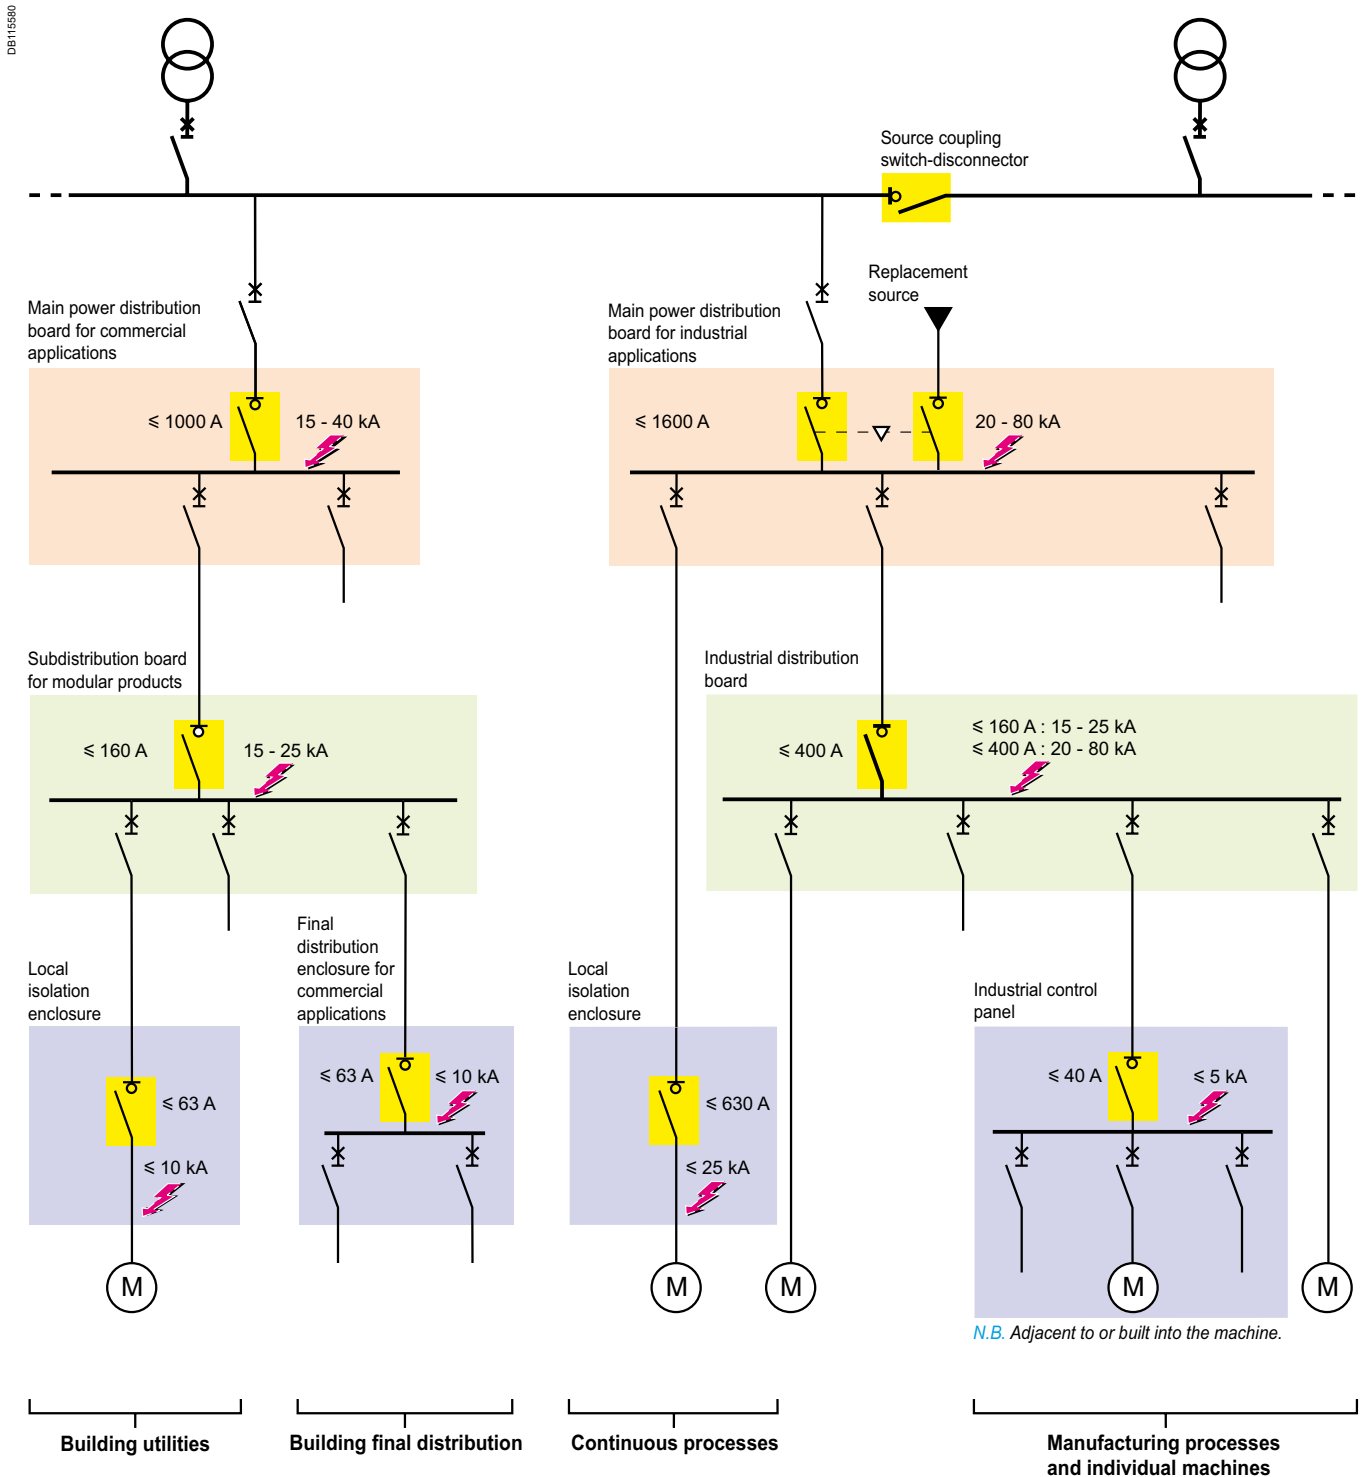 DB115580
Source coupling
switch-disconnector
Replacement
source
Main power distribution
board for commercial
applications
Main power distribution
board for industrial
applications
≤ 1000 A
15 - 40 kA
≤ 1600 A
20 - 80 kA
Subdistribution board
for modular products
Industrial distribution
board
≤ 160 A
15 - 25 kA
≤ 400 A
≤ 160 A : 15 - 25 kA
≤ 400 A : 20 - 80 kA
Local
isolation
enclosure
Final
distribution
enclosure for
commercial
applications
Local
isolation
enclosure
Industrial control
panel
≤ 63 A
≤ 10 kA
≤ 63 A
≤ 10 kA
≤ 630 A
≤ 25 kA
≤ 40 A
≤ 5 kA
M
M
M
M
M
N.B. Adjacent to or built into the machine.
Building utilities
Building final distribution
Continuous processes
Manufacturing processes
and individual machines